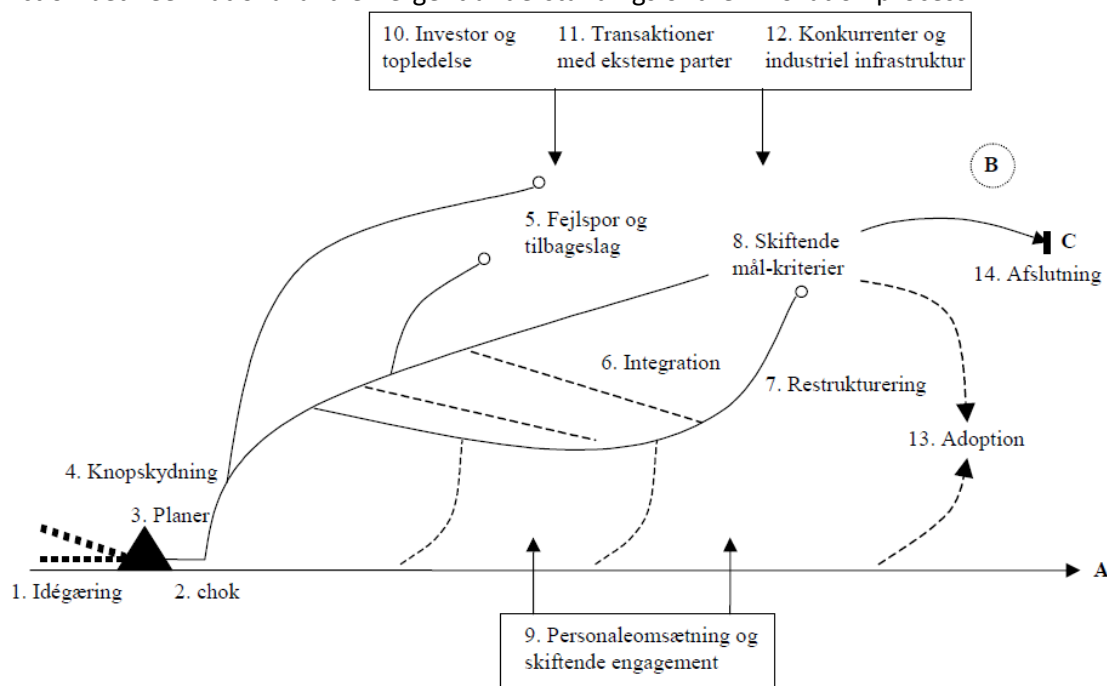 10. Investor og
topledelse
11. Transaktioner
med eksterne parter
12. Konkurrenter og
industriel infrastruktur
B
5. Fejlspor og
tilbageslag
8. Skiftende
mål-kriterier
C
14. Afslutning
6. Integration
7. Restrukturering
13. Adoption
4. Knopskydning
3. Planer
A
1. Idégæring
2. chok
9. Personaleomsætning og
skiftende engagement